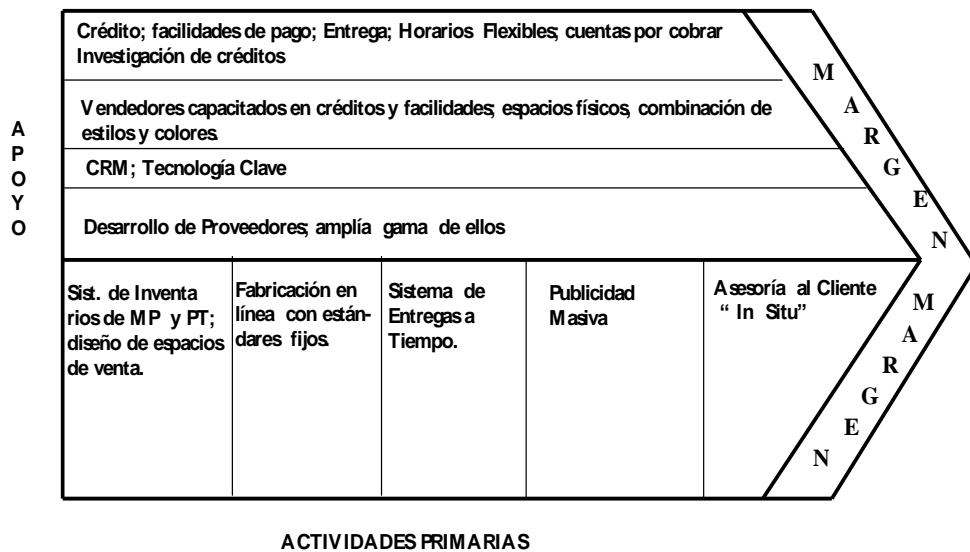 Crédito; facilidades de pago; Entrega; Horarios Flexibles; cuentas por cobrar
Investigación de créditos
Vendedores capacitados en créditos y facilidades; espacios físicos, combinación de
estilos y colores.
CRM; Tecnología Clave
Desarrollo de Proveedores; amplía gama de ellos
APOYO
MARGEN
Sist. de Inventa
rios de MP y PT;
diseño de espacios
de venta.
Fabricación en
línea con están-
dares fijos.
Sistema de
Entregas a
Tiempo.
Publicidad
Masiva
Asesoría al Cliente
“ In Situ”
MARGEN
ACTIVIDADES PRIMARIAS